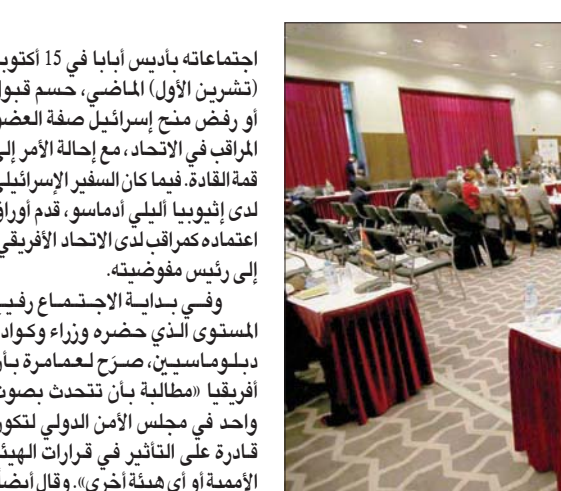 اجتماعاته بأديس أبابا في 15 أكتوبر
(تشرين الأول) الماضي، حسم قبول
أو رفض منح إسرائيل صفة العضو
المراقب في الاتحاد، مع إحالة الأمر إلى
قمة القادة. فيما كان السفير الإسرائيلي
لدى إثيوبيا أليلي أدماسو، قدم أوراق
اعتماده كمراقب لدى الاتحاد الأفريقي
إلى رئيس مفوضيته.
وفي بداية الاجتماع رفيع
المستوى الذي حضره وزراء وكوادر
دبلوماسيين، صرّح لعمامرة بأن
أفريقيا «مطالبة بأن تتحدث بصوت
واحد في مجلس الأمن الدولي لتكون
قادرة على التأثير في قرارات الهيئة
الأممية أو أي هيئة أخرى». وقال أيضاً